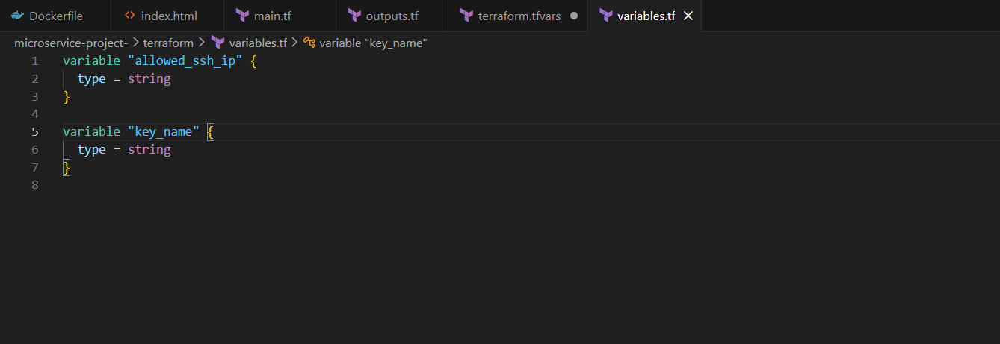 Dockerfile index.html main.tf outputs.tf terraform.tfvars variables.tf
microservice-project- > terraform > variables.tf > variable "key_name"
1 variable "allowed_ssh_ip" {
2 type = string
3 }
4
5 variable "key_name" {
6 type = string
7 }
8